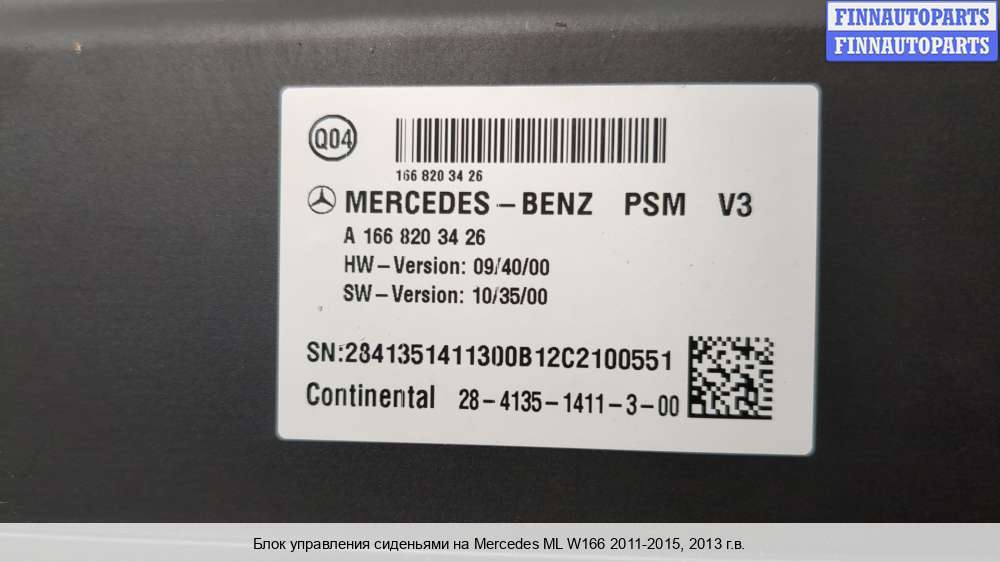 FINNAUTOPARTS
FINNAUTOPARTS
Q04
166 820 34 26
MERCEDES-BENZ PSM V3
A 166 820 34 26
HW-Version: 09/40/00
SW-Version: 10/35/00
SN:2841351411300B12C2100551
Continental 28-4135-1411-3-00
Блок управления сиденьями на Mercedes ML W166 2011-2015, 2013 г.в.